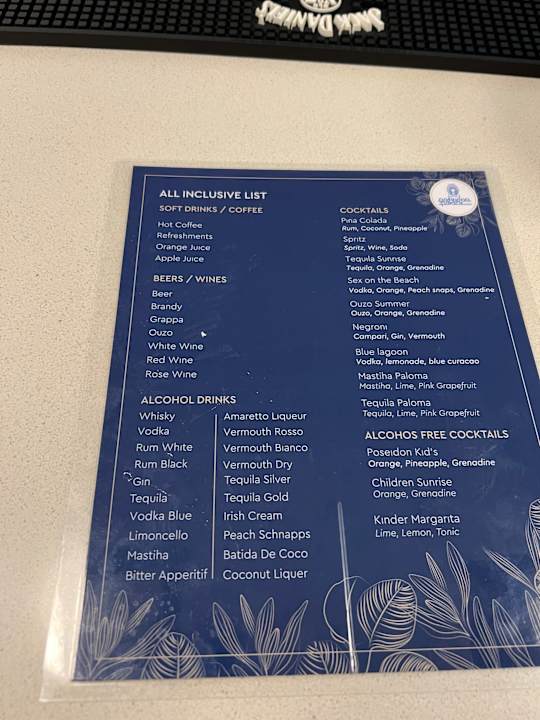 JACK DANIEL'S
ALL INCLUSIVE LIST
SOFT DRINKS / COFFEE
Hot Coffee
Refreshments
Orange Juice
Apple Juice
BEERS / WINES
Beer
Brandy
Grappa
Ouzo
White Wine
Red Wine
Rose Wine
ALCOHOL DRINKS
Whisky
Vodka
Rum White
Rum Black
Gin
Tequila
Vodka Blue
Limoncello
Mastiha
Bitter Apperitif
Amaretto Liqueur
Vermouth Rosso
Vermouth Bianco
Vermouth Dry
Tequila Silver
Tequila Gold
Irish Cream
Peach Schnapps
Batida De Coco
Coconut Liquer
COCKTAILS
Pina Colada
Rum, Coconut, Pineapple
Spritz
Spritz, Wine, Soda
Tequila Sunrise
Tequila, Orange, Grenadine
Sex on the Beach
Vodka, Orange, Peach snaps, Grenadine
Ouzo Summer
Ouzo, Orange, Grenadine
Negroni
Campari, Gin, Vermouth
Blue lagoon
Vodka, lemonade, blue curacao
Mastiha Paloma
Mastiha, Lime, Pink Grapefruit
Tequila Paloma
Tequila, Lime, Pink Grapefruit
ALCOHOS FREE COCKTAILS
Poseidon Kid's
Orange, Pineapple, Grenadine
Children Sunrise
Orange, Grenadine
Kinder Margarita
Lime, Lemon, Tonic